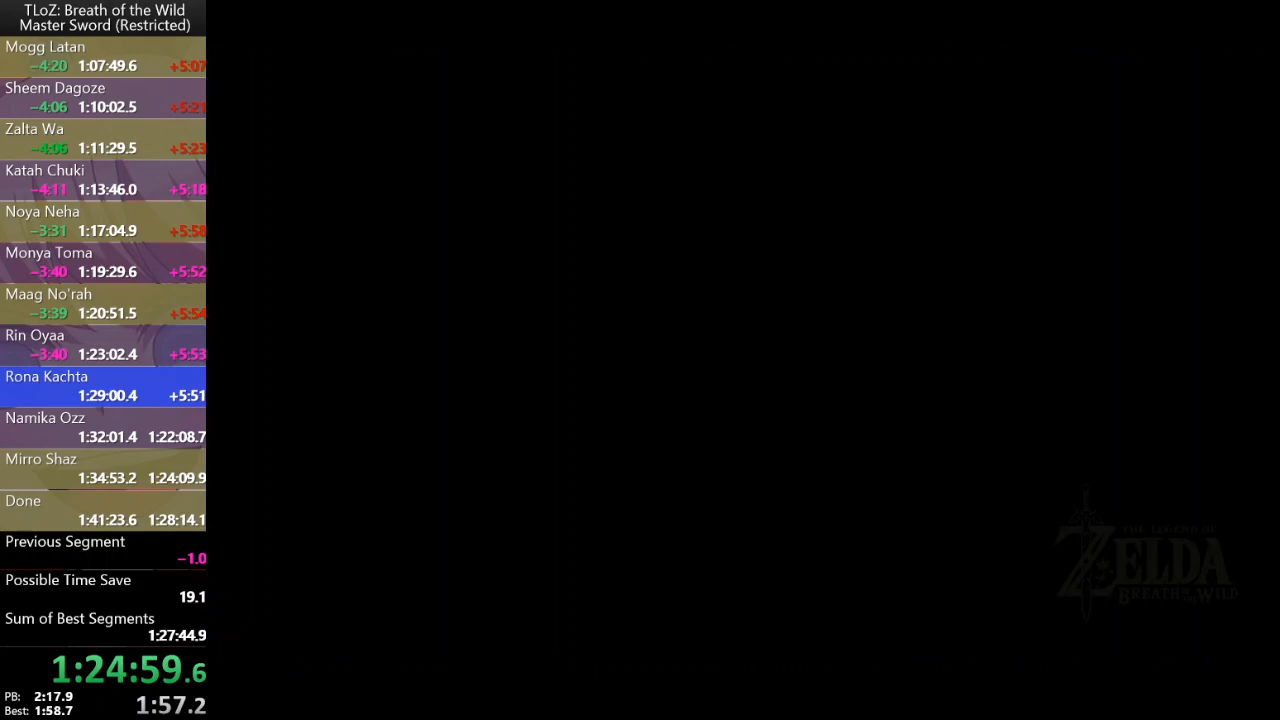 TLoZ: Breath of the Wild
Master Sword (Restricted)
Mogg Latan
−4:20 1:07:49.6 +5:07
Sheem Dagoze
−4:06 1:10:02.5 +5:21
Zalta Wa
−4:06 1:11:29.5 +5:23
Katah Chuki
−4:11 1:13:46.0 +5:18
Noya Neha
−3:31 1:17:04.9 +5:58
Monya Toma
−3:40 1:19:29.6 +5:52
Maag No'rah
−3:39 1:20:51.5 +5:54
Rin Oyaa
−3:40 1:23:02.4 +5:53
Rona Kachta
1:29:00.4 +5:51
Namika Ozz
1:32:01.4 1:22:08.7
Mirro Shaz
1:34:53.2 1:24:09.9
Done
1:41:23.6 1:28:14.1
Previous Segment
−1.0
Possible Time Save
19.1
Sum of Best Segments
1:27:44.9
1:24:59.6
PB: 2:17.9
Best: 1:58.7
1:57.2
THE LEGEND OF
ZELDA
BREATH OF THE WILD